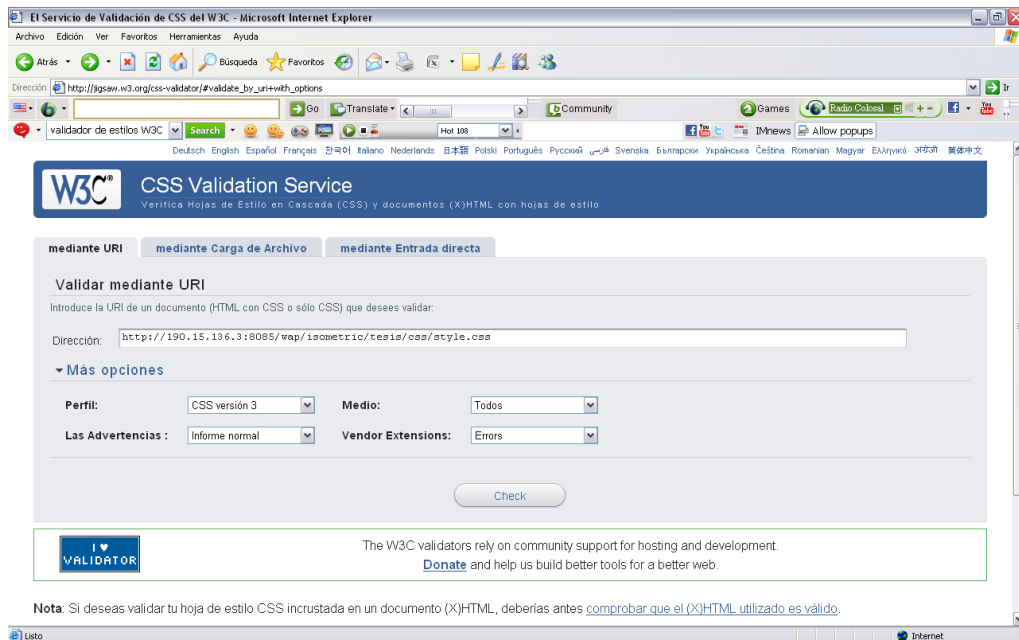 El Servicio de Validación de CSS del W3C - Microsoft Internet Explorer
Archivo Edición Ver Favoritos Herramientas Ayuda
Atrás Búsqueda Favoritos
Dirección http://jigsaw.w3.org/css-validator/#validate_by_uri+with_options Ir
Go Translate Community Games Radio Colosal
validador de estilos W3C Search Hot 108 IMnews Allow popups
Deutsch English Español Français 한국어 Italiano Nederlands 日本語 Polski Português Русский فارسی Svenska Български Українська Čeština Romanian Magyar Ελληνικά हिन्दी 简体中文
W3C® CSS Validation Service
Verifica Hojas de Estilo en Cascada (CSS) y documentos (X)HTML con hojas de estilo
mediante URI mediante Carga de Archivo mediante Entrada directa
Validar mediante URI
Introduce la URI de un documento (HTML con CSS o sólo CSS) que desees validar:
Dirección: http://190.15.136.3:8085/wap/isometric/tesis/css/style.css
Más opciones
Perfil: CSS versión 3 Medio: Todos
Las Advertencias : Informe normal Vendor Extensions: Errors
Check
I ♥ VALIDATOR
The W3C validators rely on community support for hosting and development.
Donate and help us build better tools for a better web.
Nota: Si deseas validar tu hoja de estilo CSS incrustada en un documento (X)HTML, deberías antes comprobar que el (X)HTML utilizado es válido.
Listo Internet